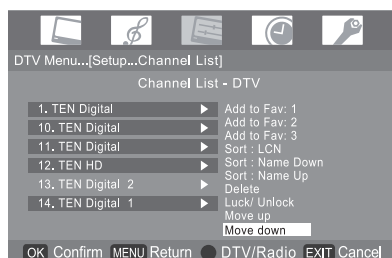 DTV Menu...[Setup...Channel List]
Channel List - DTV
1. TEN Digital
10. TEN Digital
11. TEN Digital
12. TEN HD
13. TEN Digital 2
14. TEN Digital 1
Add to Fav: 1
Add to Fav: 2
Add to Fav: 3
Sort : LCN
Sort : Name Down
Sort : Name Up
Delete
Luck/ Unlock
Move up
Move down
OK Confirm MENU Return DTV/Radio EXIT Cancel